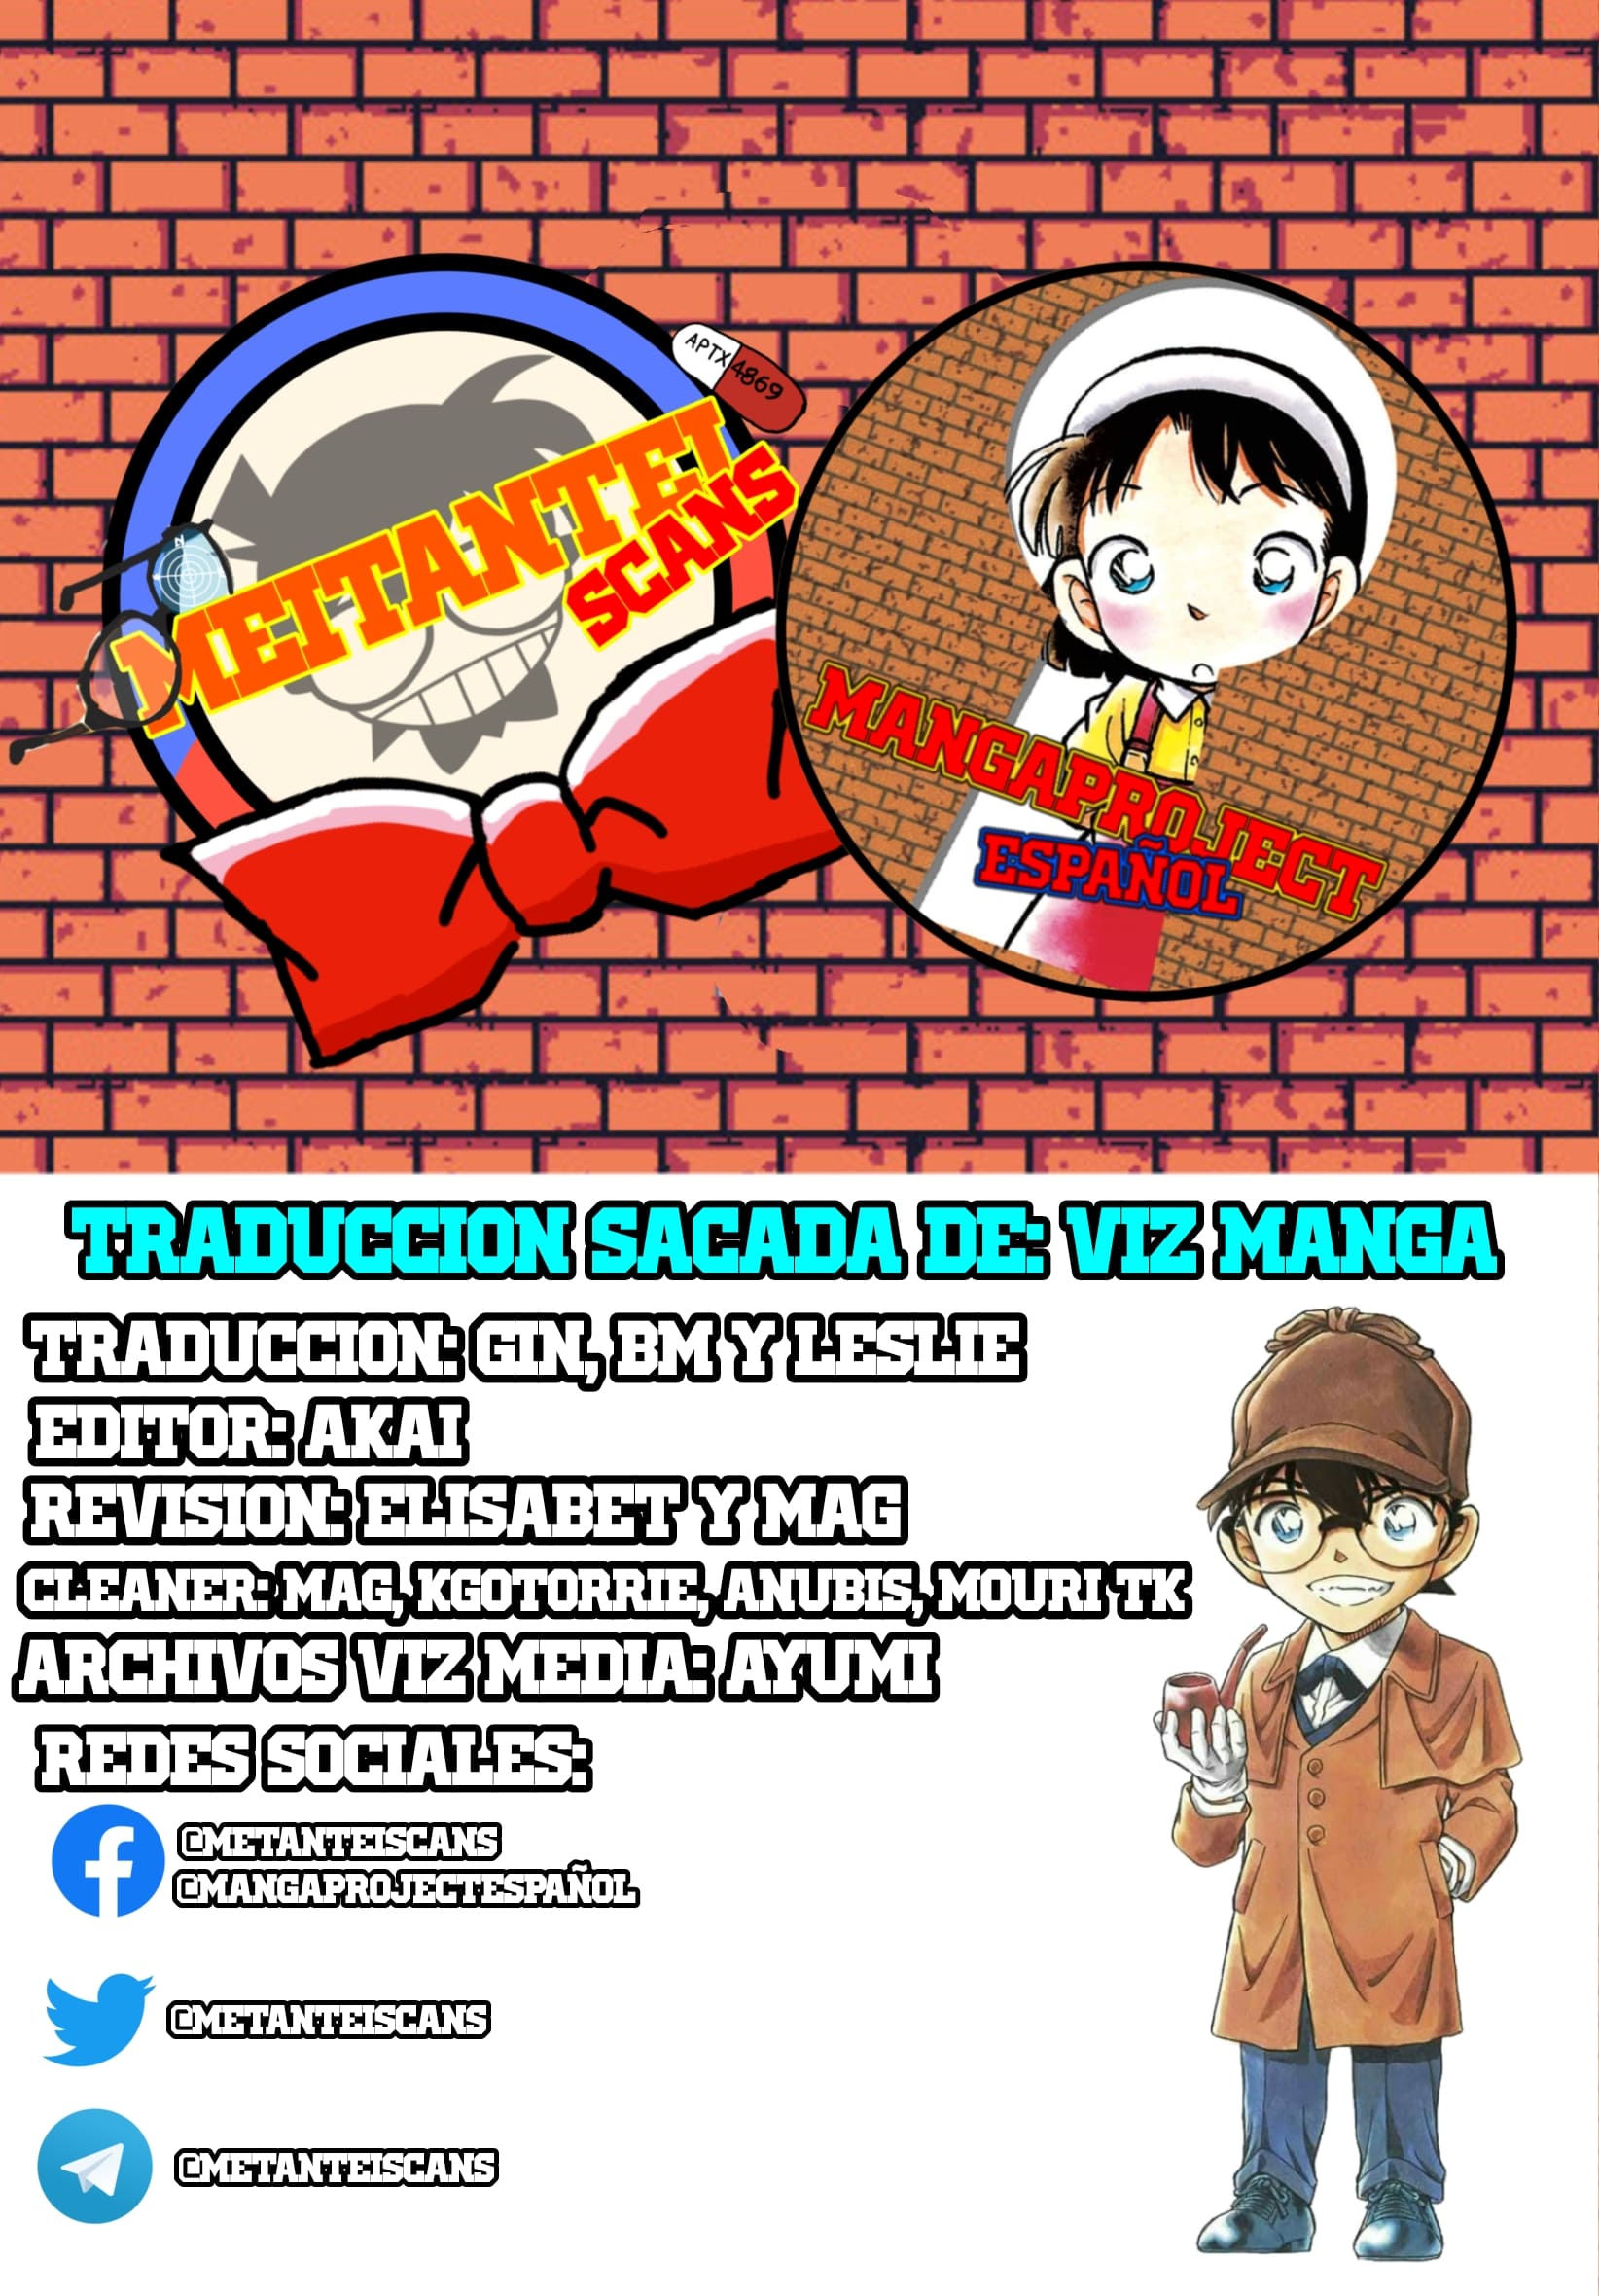 APTX 4869
N
MEITANTEI
SCANS
MANGAPROJECT
ESPAÑOL
TRADUCCION SACADA DE: VIZ MANGA
TRADUCCION: GIN, BM Y LESLIE
EDITOR: AKAI
REVISION: ELISABET Y MAG
CLEANER: MAG, KGOTORRIE, ANUBIS, MOURI TK
ARCHIVOS VIZ MEDIA: AYUMI
REDES SOCIALES:
@METANTEISCANS
@MANGAPROJECTESPAÑOL
@METANTEISCANS
@METANTEISCANS